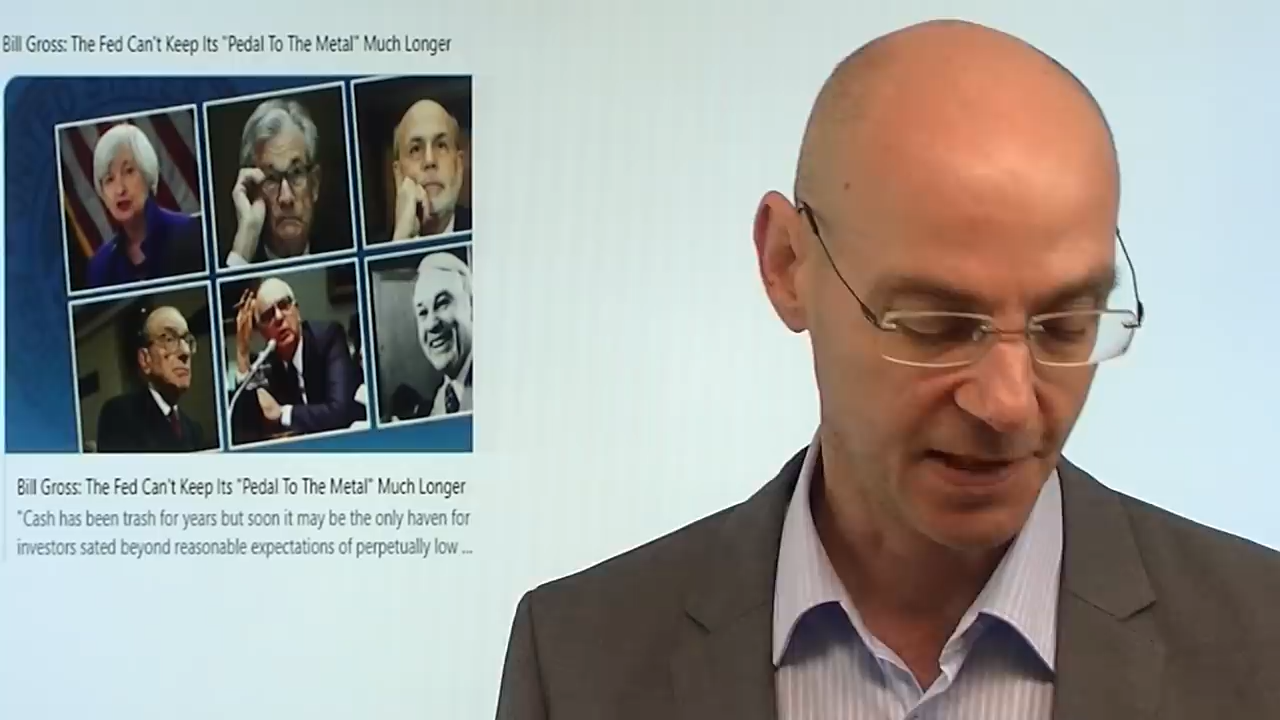 Bill Gross: The Fed Can't Keep Its "Pedal To The Metal" Much Longer
Bill Gross: The Fed Can't Keep Its "Pedal To The Metal" Much Longer
"Cash has been trash for years but soon it may be the only haven for
investors sated beyond reasonable expectations of perpetually low ...